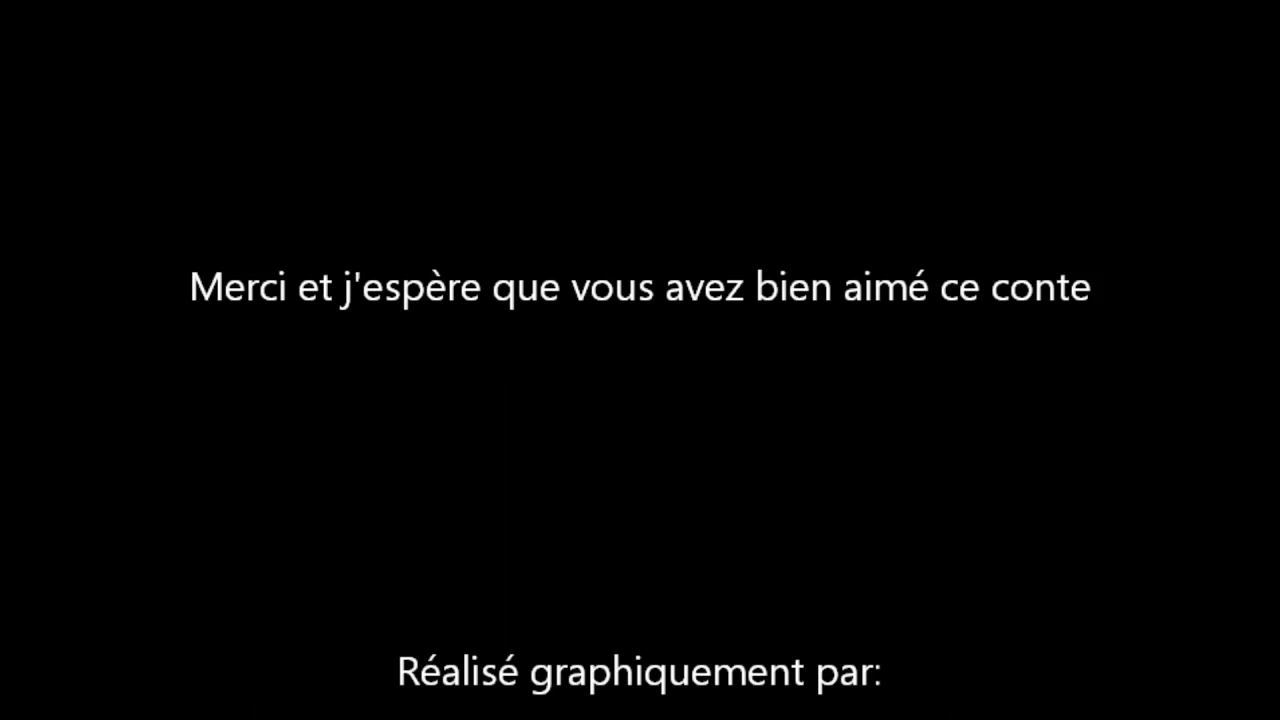 Merci et j'espère que vous avez bien aimé ce conte
Réalisé graphiquement par: